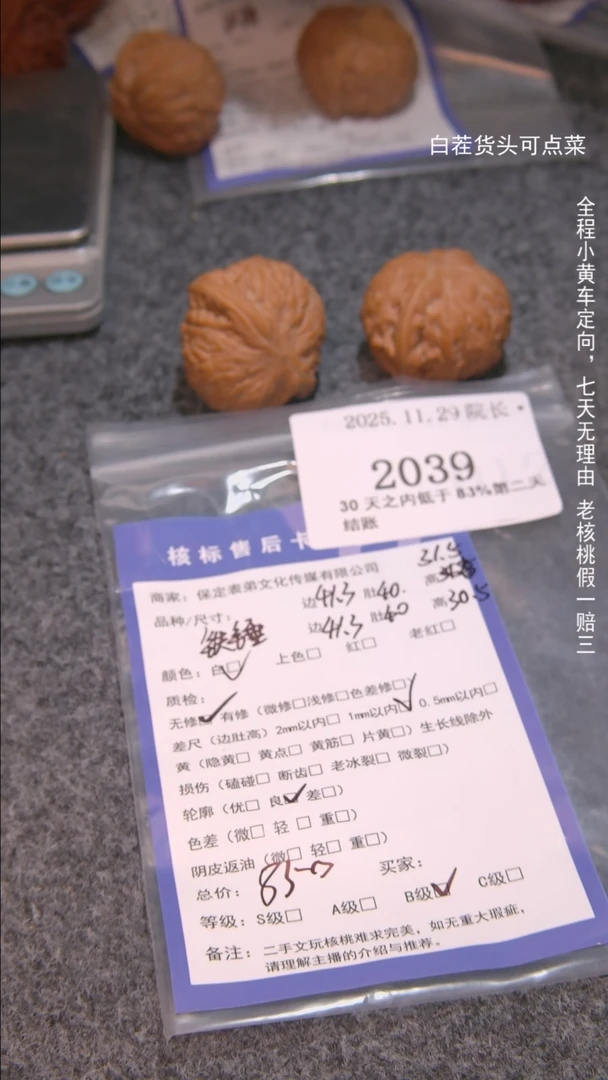 白茬货头可点菜
全程小黄车定向，七天无理由 老核桃假一赔三
2025.11.29 院长
2039
30 天之内低于 83%第二天
结账
核标售后卡
商家：保定表弟文化传媒有限公司
品种/尺寸： 边41.3 肚40. 高31.5
铁锤 边41.3 肚40 高30.5
颜色：白□ 上色□ 红□ 老红□
质检：
无修□ 有修（微修□浅修□色差修□）
差尺（边肚高）2mm以内□ 1mm以内□ 0.5mm以内□
黄（隐黄□ 黄点□ 黄筋□ 片黄□）生长线除外
损伤（磕碰□ 断齿□ 老冰裂□ 微裂□）
轮廓（优□ 良□ 差□）
色差（微□ 轻□ 重□）
阴皮返油（微□ 轻□ 重□）
总价： 买家：
等级：S级□ A级□ B级□ C级□
备注：二手文玩核桃难求完美，如无重大瑕疵，
请理解主播的介绍与推荐。